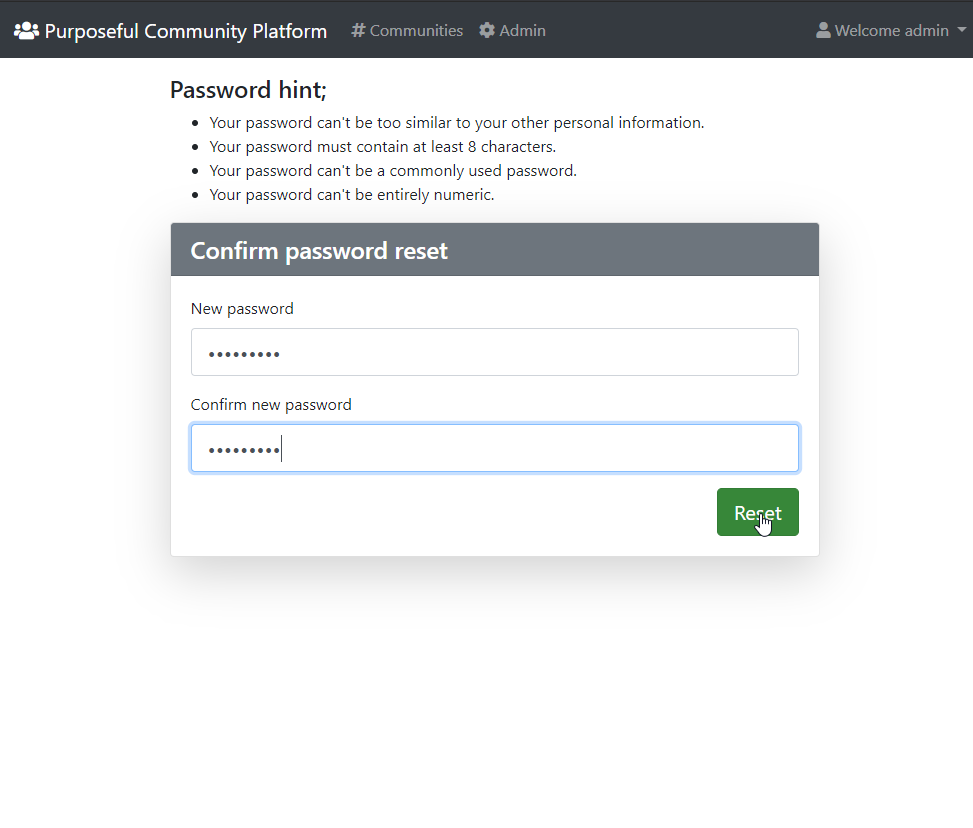 Purposeful Community Platform # Communities Admin Welcome admin
Password hint;
• Your password can't be too similar to your other personal information.
• Your password must contain at least 8 characters.
• Your password can't be a commonly used password.
• Your password can't be entirely numeric.
Confirm password reset
New password
•••••••••
Confirm new password
•••••••••
Reset